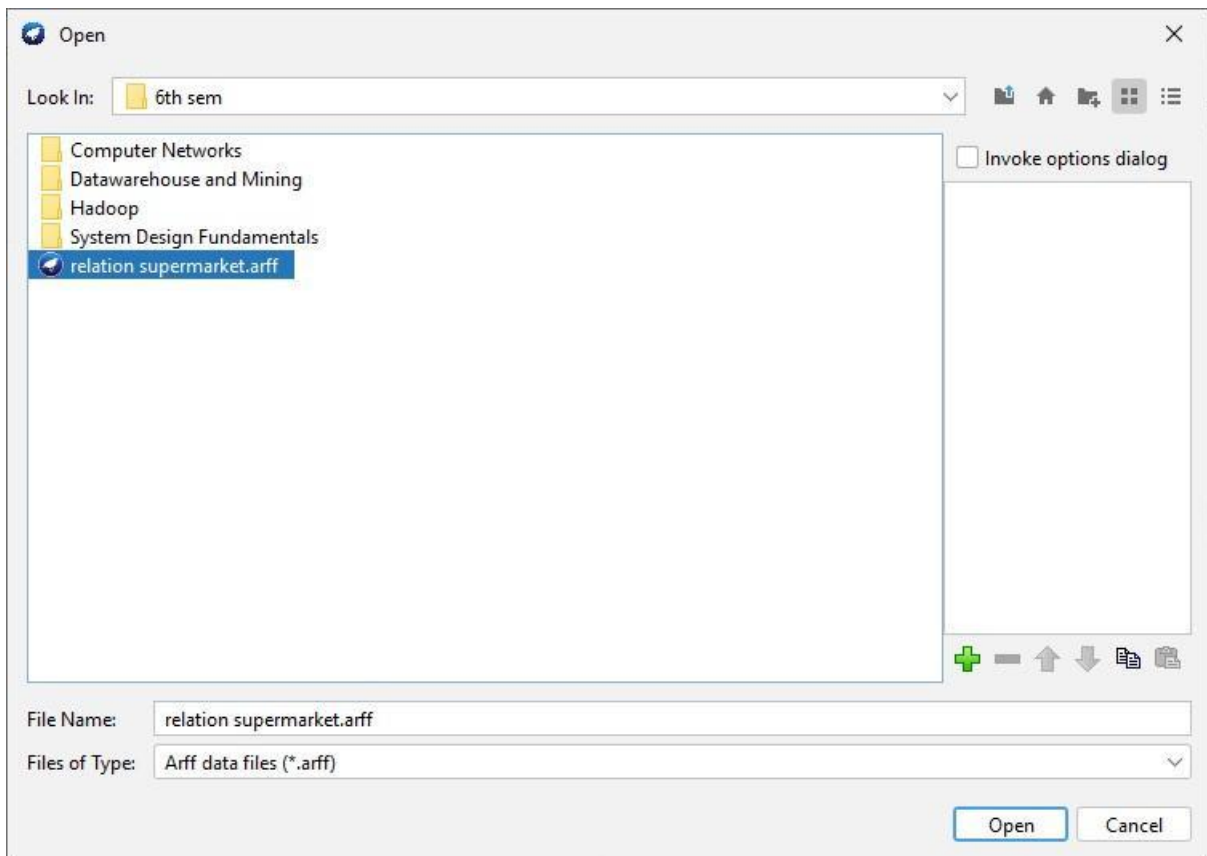 Open
Look In: 6th sem
Computer Networks
Datawarehouse and Mining
Hadoop
System Design Fundamentals
relation supermarket.arff
Invoke options dialog
File Name: relation supermarket.arff
Files of Type: Arff data files (*.arff)
Open Cancel